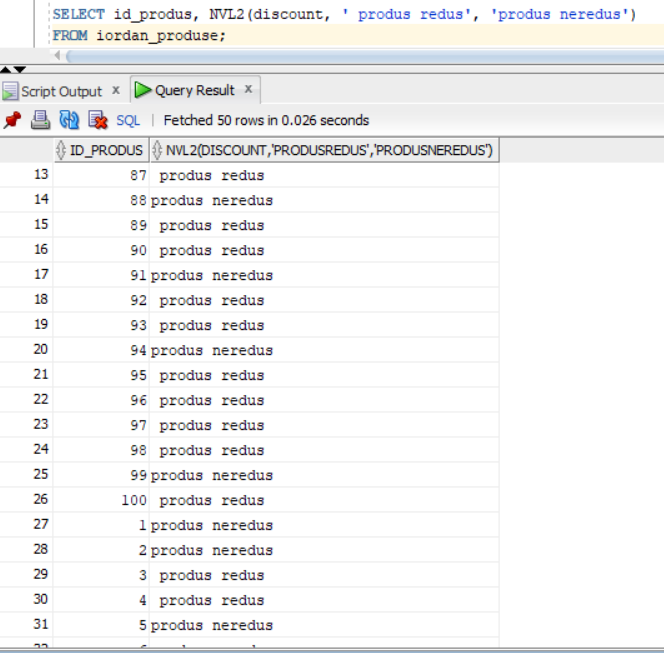 SELECT id_produs, NVL2(discount, ' produs redus', 'produs neredus')
FROM iordan_produse;
Script Output x Query Result x
SQL | Fetched 50 rows in 0.026 seconds
ID_PRODUS NVL2(DISCOUNT,'PRODUSREDUS','PRODUSNEREDUS')
13 87 produs redus
14 88 produs neredus
15 89 produs redus
16 90 produs redus
17 91 produs neredus
18 92 produs redus
19 93 produs redus
20 94 produs neredus
21 95 produs redus
22 96 produs redus
23 97 produs redus
24 98 produs redus
25 99 produs neredus
26 100 produs redus
27 1 produs neredus
28 2 produs neredus
29 3 produs redus
30 4 produs redus
31 5 produs neredus